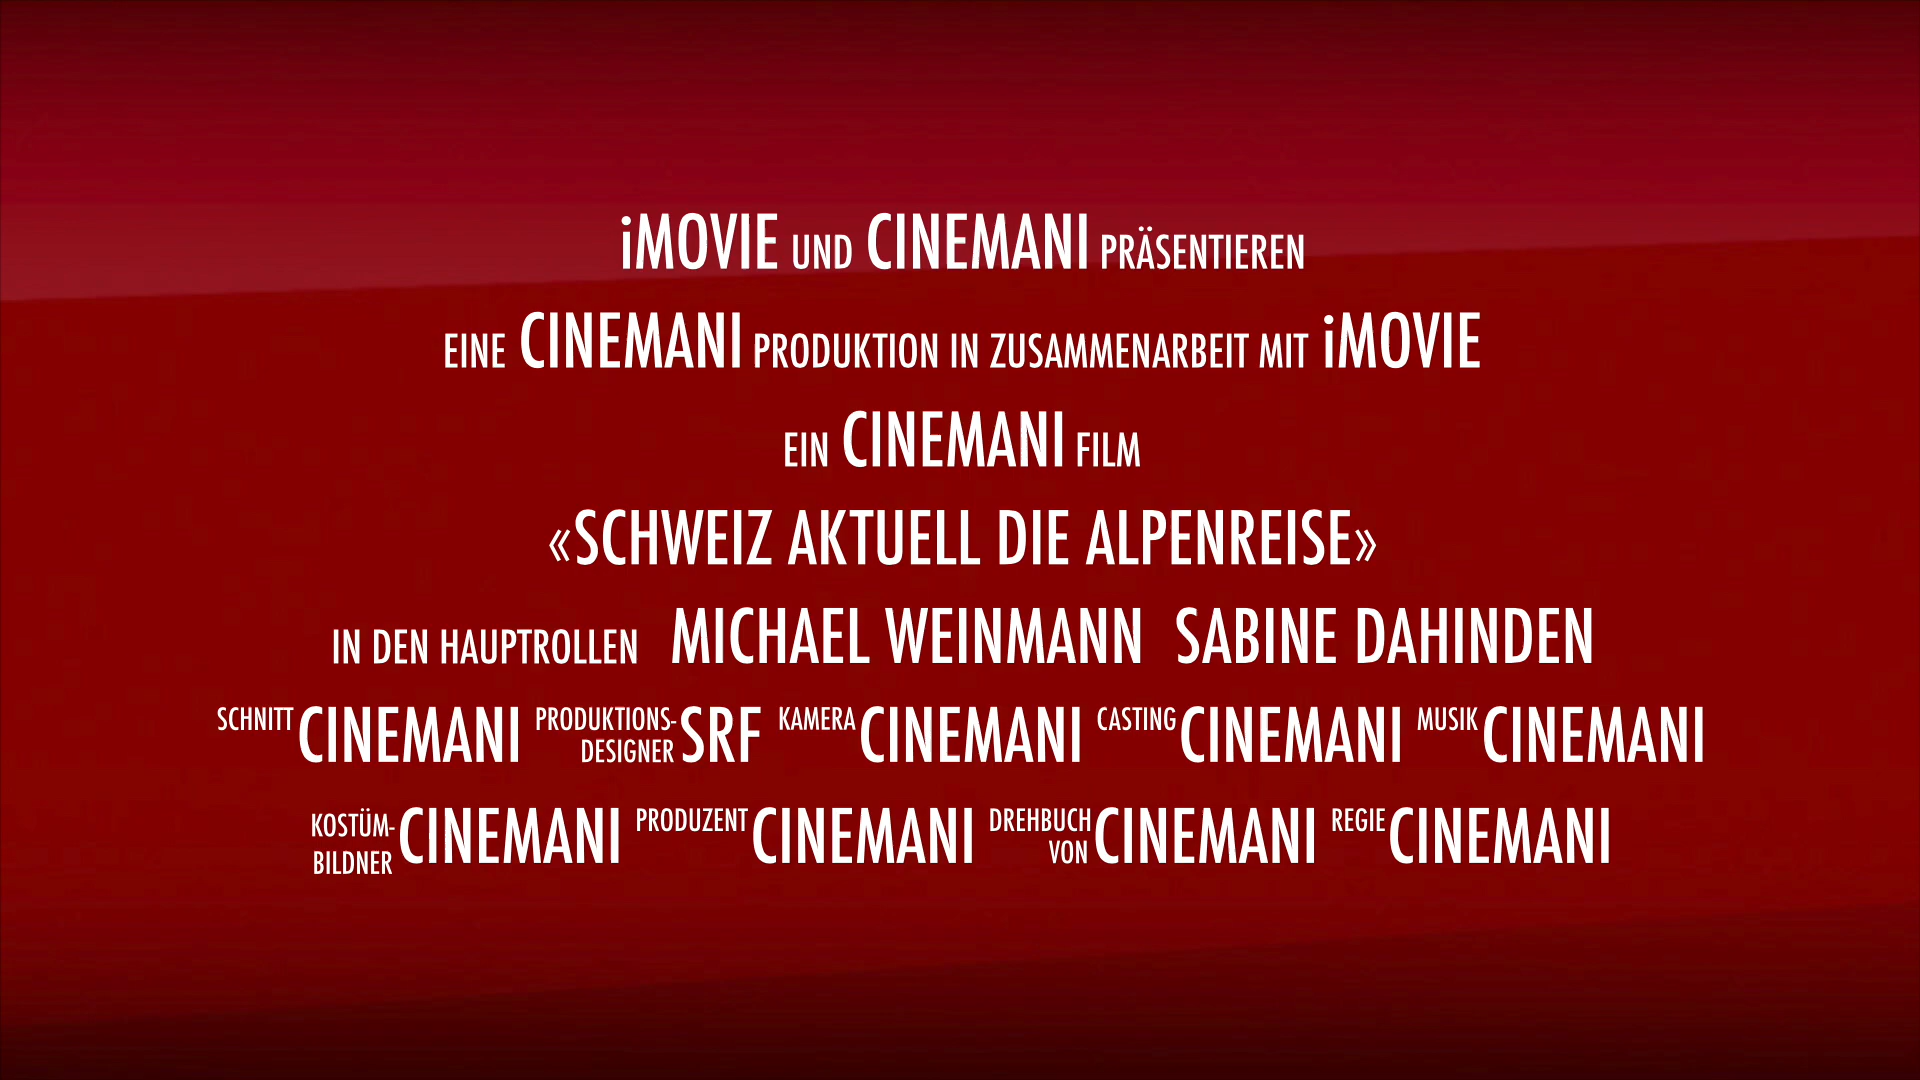 iMOVIE UND CINEMANI PRÄSENTIEREN
EINE CINEMANI PRODUKTION IN ZUSAMMENARBEIT MIT iMOVIE
EIN CINEMANI FILM
«SCHWEIZ AKTUELL DIE ALPENREISE»
IN DEN HAUPTROLLEN MICHAEL WEINMANN SABINE DAHINDEN
SCHNITT CINEMANI PRODUKTIONS-DESIGNER SRF KAMERA CINEMANI CASTING CINEMANI MUSIK CINEMANI
KOSTÜM-BILDNER CINEMANI PRODUZENT CINEMANI DREHBUCH VON CINEMANI REGIE CINEMANI